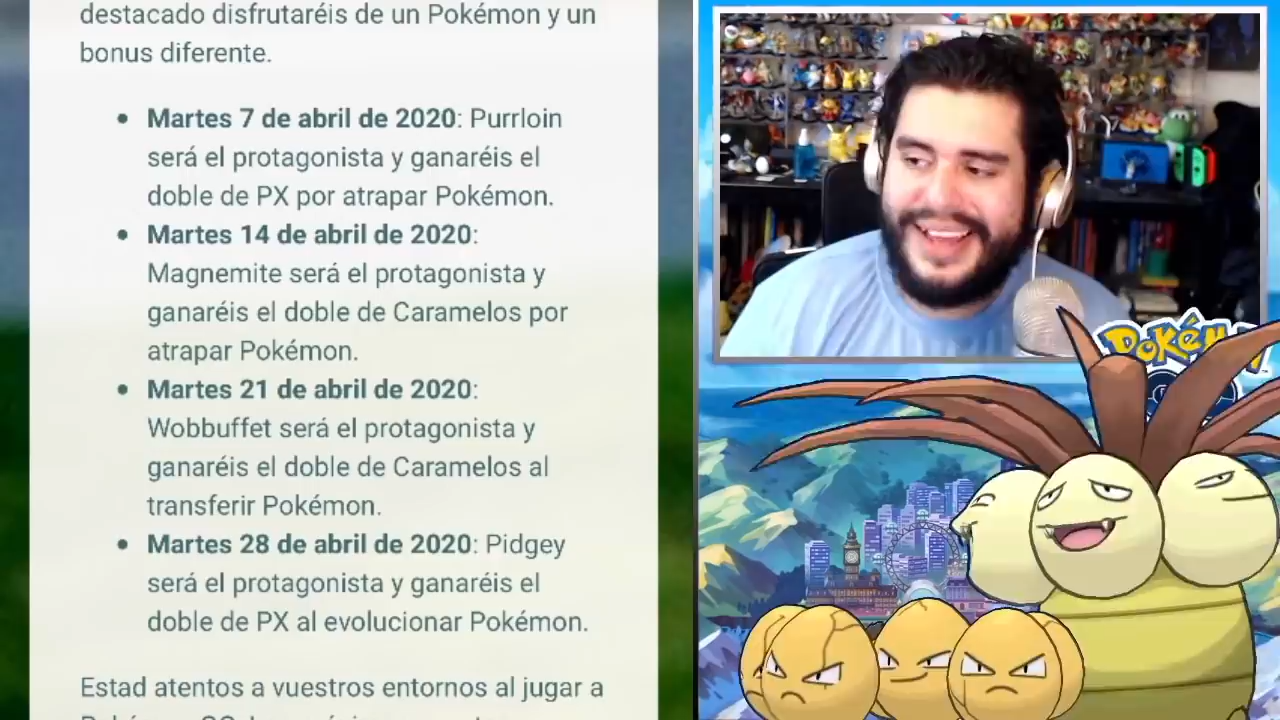 destacado disfrutaréis de un Pokémon y un
bonus diferente.
• Martes 7 de abril de 2020: Purrloin
será el protagonista y ganaréis el
doble de PX por atrapar Pokémon.
• Martes 14 de abril de 2020:
Magnemite será el protagonista y
ganaréis el doble de Caramelos por
atrapar Pokémon.
• Martes 21 de abril de 2020:
Wobbuffet será el protagonista y
ganaréis el doble de Caramelos al
transferir Pokémon.
• Martes 28 de abril de 2020: Pidgey
será el protagonista y ganaréis el
doble de PX al evolucionar Pokémon.
Estad atentos a vuestros entornos al jugar a